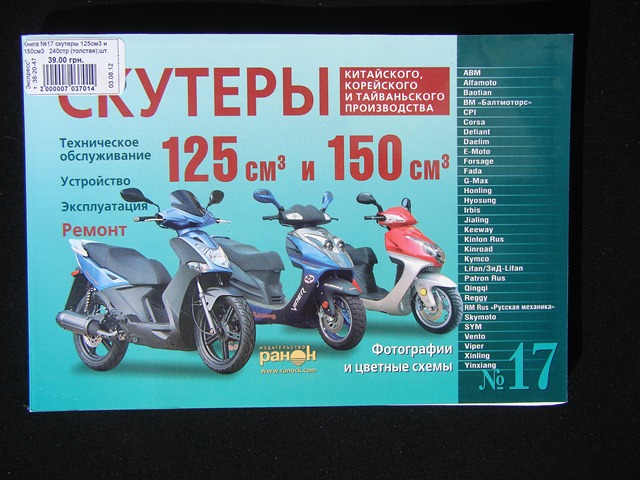 Книга №17 скутеры 125см3 и
150см3 240стр (толстая);шт.
39.00 грн.
Экспресс"
т. 38-20-47
03.08.12
2 000007 037014
СКУТЕРЫ
КИТАЙСКОГО,
КОРЕЙСКОГО
И ТАЙВАНЬСКОГО
ПРОИЗВОДСТВА
Техническое
обслуживание
Устройство
Эксплуатация
Ремонт
125 см³ и 150 см³
ABM
Alfamoto
Baotian
BM «Балтмоторс»
CPI
Corsa
Defiant
Daelim
E-Moto
Forsage
Fada
G-Max
Honling
Hyosung
Irbis
Jialing
Keeway
Kinlon Rus
Kinroad
Kymco
Lifan/ЗиД-Lifan
Patron Rus
Qingqi
Reggy
RM Rus «Русская механика»
Skymoto
SYM
Vento
Viper
Xinling
Yinxiang
Viper
Racing
ИЗДАТЕЛЬСТВО
РАНОК
www.ranock.com
Фотографии
и цветные схемы
№17